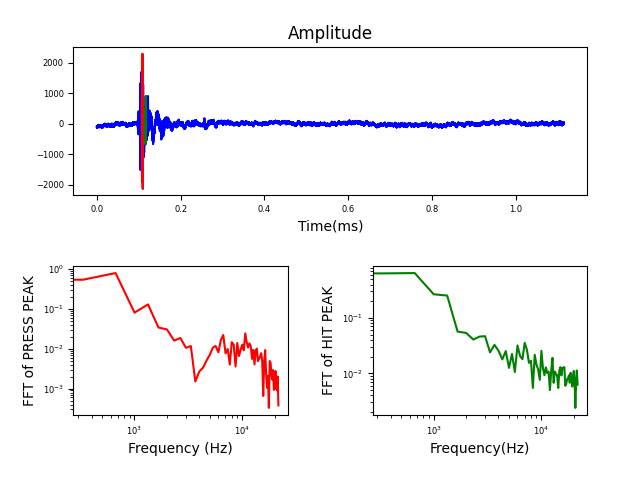 Amplitude
2000
1000
0
−1000
−2000
0.0 0.2 0.4 0.6 0.8 1.0
Time(ms)
FFT of PRESS PEAK
10⁰
10⁻¹
10⁻²
10⁻³
10³ 10⁴
Frequency (Hz)
FFT of HIT PEAK
10⁻¹
10⁻²
10³ 10⁴
Frequency(Hz)